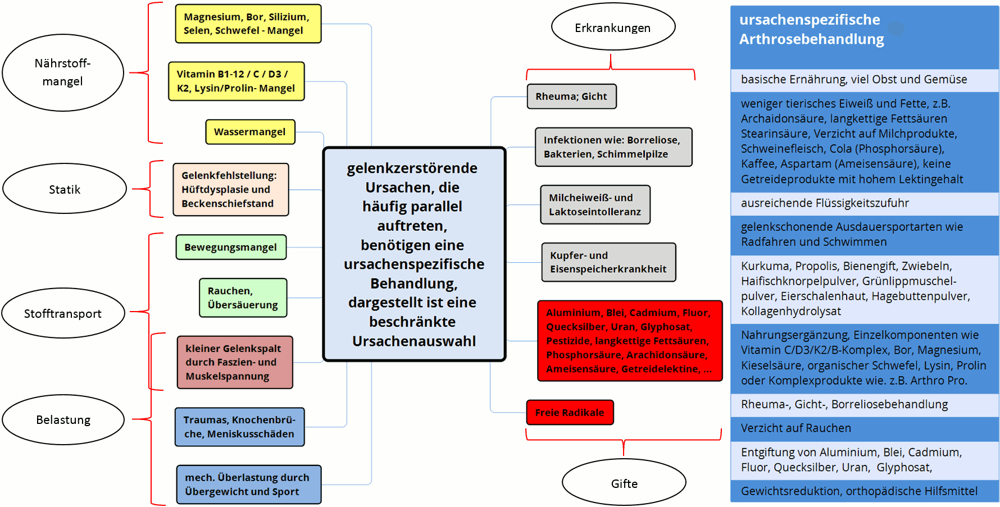 Nährstoff-
mangel
Magnesium, Bor, Silizium,
Selen, Schwefel - Mangel
Vitamin B1-12 / C / D3 /
K2, Lysin/Prolin- Mangel
Wassermangel
Statik
Gelenkfehlstellung:
Hüftdysplasie und
Beckenschiefstand
Stofftransport
Bewegungsmangel
Rauchen,
Übersäuerung
kleiner Gelenkspalt
durch Faszien- und
Muskelspannung
Belastung
Traumas, Knochenbrü-
che, Meniskusschäden
mech. Überlastung durch
Übergewicht und Sport
gelenkzerstörende
Ursachen, die
häufig parallel
auftreten,
benötigen eine
ursachenspezifische
Behandlung,
dargestellt ist eine
beschränkte
Ursachenauswahl
Erkrankungen
Rheuma; Gicht
Infektionen wie: Borreliose,
Bakterien, Schimmelpilze
Milcheiweiß- und
Laktoseintolleranz
Kupfer- und
Eisenspeicherkrankheit
Aluminium, Blei, Cadmium, Fluor,
Quecksilber, Uran, Glyphosat,
Pestizide, langkettige Fettsäuren,
Phosphorsäure, Arachidonsäure,
Ameisensäure, Getreidelektine, ...
Freie Radikale
Gifte
ursachenspezifische
Arthrosebehandlung
basische Ernährung, viel Obst und Gemüse
weniger tierisches Eiweiß und Fette, z.B.
Archaidonsäure, langkettige Fettsäuren
Stearinsäure, Verzicht auf Milchprodukte,
Schweinefleisch, Cola (Phosphorsäure),
Kaffee, Aspartam (Ameisensäure), keine
Getreideprodukte mit hohem Lektingehalt
ausreichende Flüssigkeitszufuhr
gelenkschonende Ausdauersportarten wie
Radfahren und Schwimmen
Kurkuma, Propolis, Bienengift, Zwiebeln,
Haifischknorpelpulver, Grünlippmuschel-
pulver, Eierschalenhaut, Hagebuttenpulver,
Kollagenhydrolysat
Nahrungsergänzung, Einzelkomponenten wie
Vitamin C/D3/K2/B-Komplex, Bor, Magnesium,
Kieselsäure, organischer Schwefel, Lysin, Prolin
oder Komplexprodukte wie. z.B. Arthro Pro.
Rheuma-, Gicht-, Borreliosebehandlung
Verzicht auf Rauchen
Entgiftung von Aluminium, Blei, Cadmium,
Fluor, Quecksilber, Uran,  Glyphosat,
Gewichtsreduktion, orthopädische Hilfsmittel